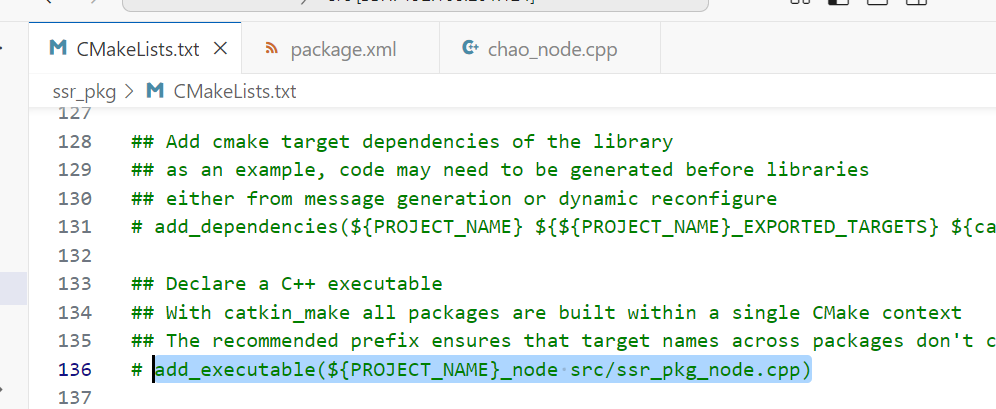 CMakeLists.txt
package.xml
chao_node.cpp
ssr_pkg > CMakeLists.txt
127
128 ## Add cmake target dependencies of the library
129 ## as an example, code may need to be generated before libraries
130 ## either from message generation or dynamic reconfigure
131 # add_dependencies(${PROJECT_NAME} ${${PROJECT_NAME}_EXPORTED_TARGETS} ${ca
132
133 ## Declare a C++ executable
134 ## With catkin_make all packages are built within a single CMake context
135 ## The recommended prefix ensures that target names across packages don't c
136 # add_executable(${PROJECT_NAME}_node src/ssr_pkg_node.cpp)
137